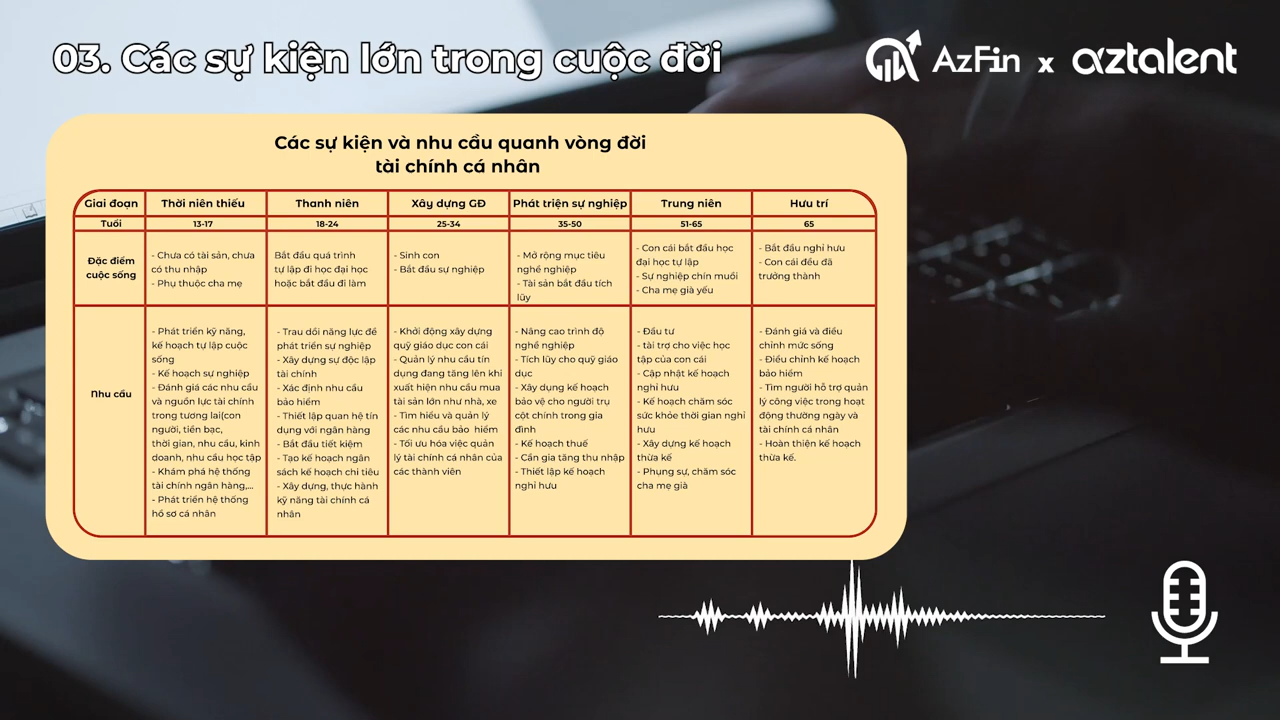 03. Các sự kiện lớn trong cuộc đời
AzFin x aztalent
Các sự kiện và nhu cầu quanh vòng đời
tài chính cá nhân
Giai đoạn
Thời niên thiếu
Thanh niên
Xây dựng GĐ
Phát triện sự nghiệp
Trung niên
Hưu trí
Tuổi
13-17
18-24
25-34
35-50
51-65
65
Đặc điểm
cuộc sống
- Chưa có tài sản, chưa
có thu nhập
- Phụ thuộc cha mẹ
Bắt đầu quá trình
tự lập đi học đại học
hoặc bắt đầu đi làm
- Sinh con
- Bắt đầu sự nghiệp
- Mở rộng mục tiêu
nghề nghiệp
- Tài sản bắt đầu tích
lũy
- Con cái bắt đầu học
đại học tự lập
- Sự nghiệp chín muồi
- Cha mẹ già yếu
- Bắt đầu nghỉ hưu
- Con cái đều đã
trưởng thành
Nhu cầu
- Phát triển kỹ năng,
kế hoạch tự lập cuộc
sống
- Kế hoạch sự nghiệp
- Đánh giá các nhu cầu
và nguồn lực tài chính
trong tương lai(con
người, tiền bạc,
thời gian, nhu cầu, kinh
doanh, nhu cầu học tập
- Khám phá hệ thống
tài chính ngân hàng,...
- Phát triển hệ thống
hồ sơ cá nhân
- Trau dồi năng lực để
phát triển sự nghiệp
- Xây dựng sự độc lập
tài chính
- Xác định nhu cầu
bảo hiểm
- Thiết lập quan hệ tín
dụng với ngân hàng
- Bắt đầu tiết kiệm
- Tạo kế hoạch ngân
sách kế hoạch chi tiêu
- Xây dựng, thực hành
kỹ năng tài chính cá
nhân
- Khởi động xây dựng
quỹ giáo dục con cái
- Quản lý nhu cầu tín
dụng đang tăng lên khi
xuất hiện nhu cầu mua
tài sản lớn như nhà, xe
- Tìm hiểu và quản lý
các nhu cầu bảo hiểm
- Tối ưu hóa việc quản
lý tài chính cá nhân của
các thành viên
- Nâng cao trình độ
nghề nghiệp
- Tích lũy cho quỹ giáo
dục
- Xây dựng kế hoạch
bảo vệ cho người trụ
cột chính trong gia
đình
- Kế hoạch thuế
- Cần gia tăng thu nhập
- Thiết lập kế hoạch
nghỉ hưu
- Đầu tư
- tài trợ cho việc học
tập của con cái
- Cập nhật kế hoạch
nghỉ hưu
- Kế hoạch chăm sóc
sức khỏe thời gian nghỉ
hưu
- Xây dựng kế hoạch
thừa kế
- Phụng sự, chăm sóc
cha mẹ già
- Đánh giá và điều
chỉnh mức sống
- Điều chỉnh kế hoạch
bảo hiểm
- Tìm người hỗ trợ quản
lý công việc trong hoạt
động thường ngày và
tài chính cá nhân
- Hoàn thiện kế hoạch
thừa kế.